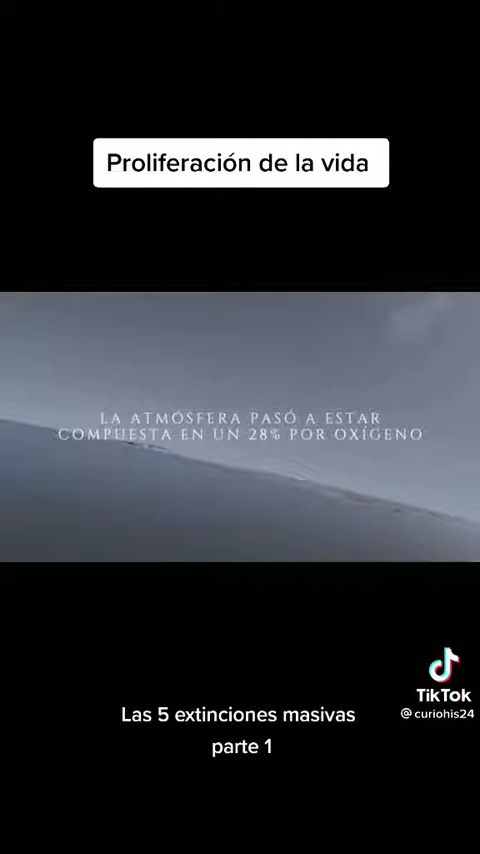 Proliferación de la vida
LA ATMÓSFERA PASÓ A ESTAR
COMPUESTA EN UN 28% POR OXÍGENO
TikTok
@curiohis24
Las 5 extinciones masivas
parte 1